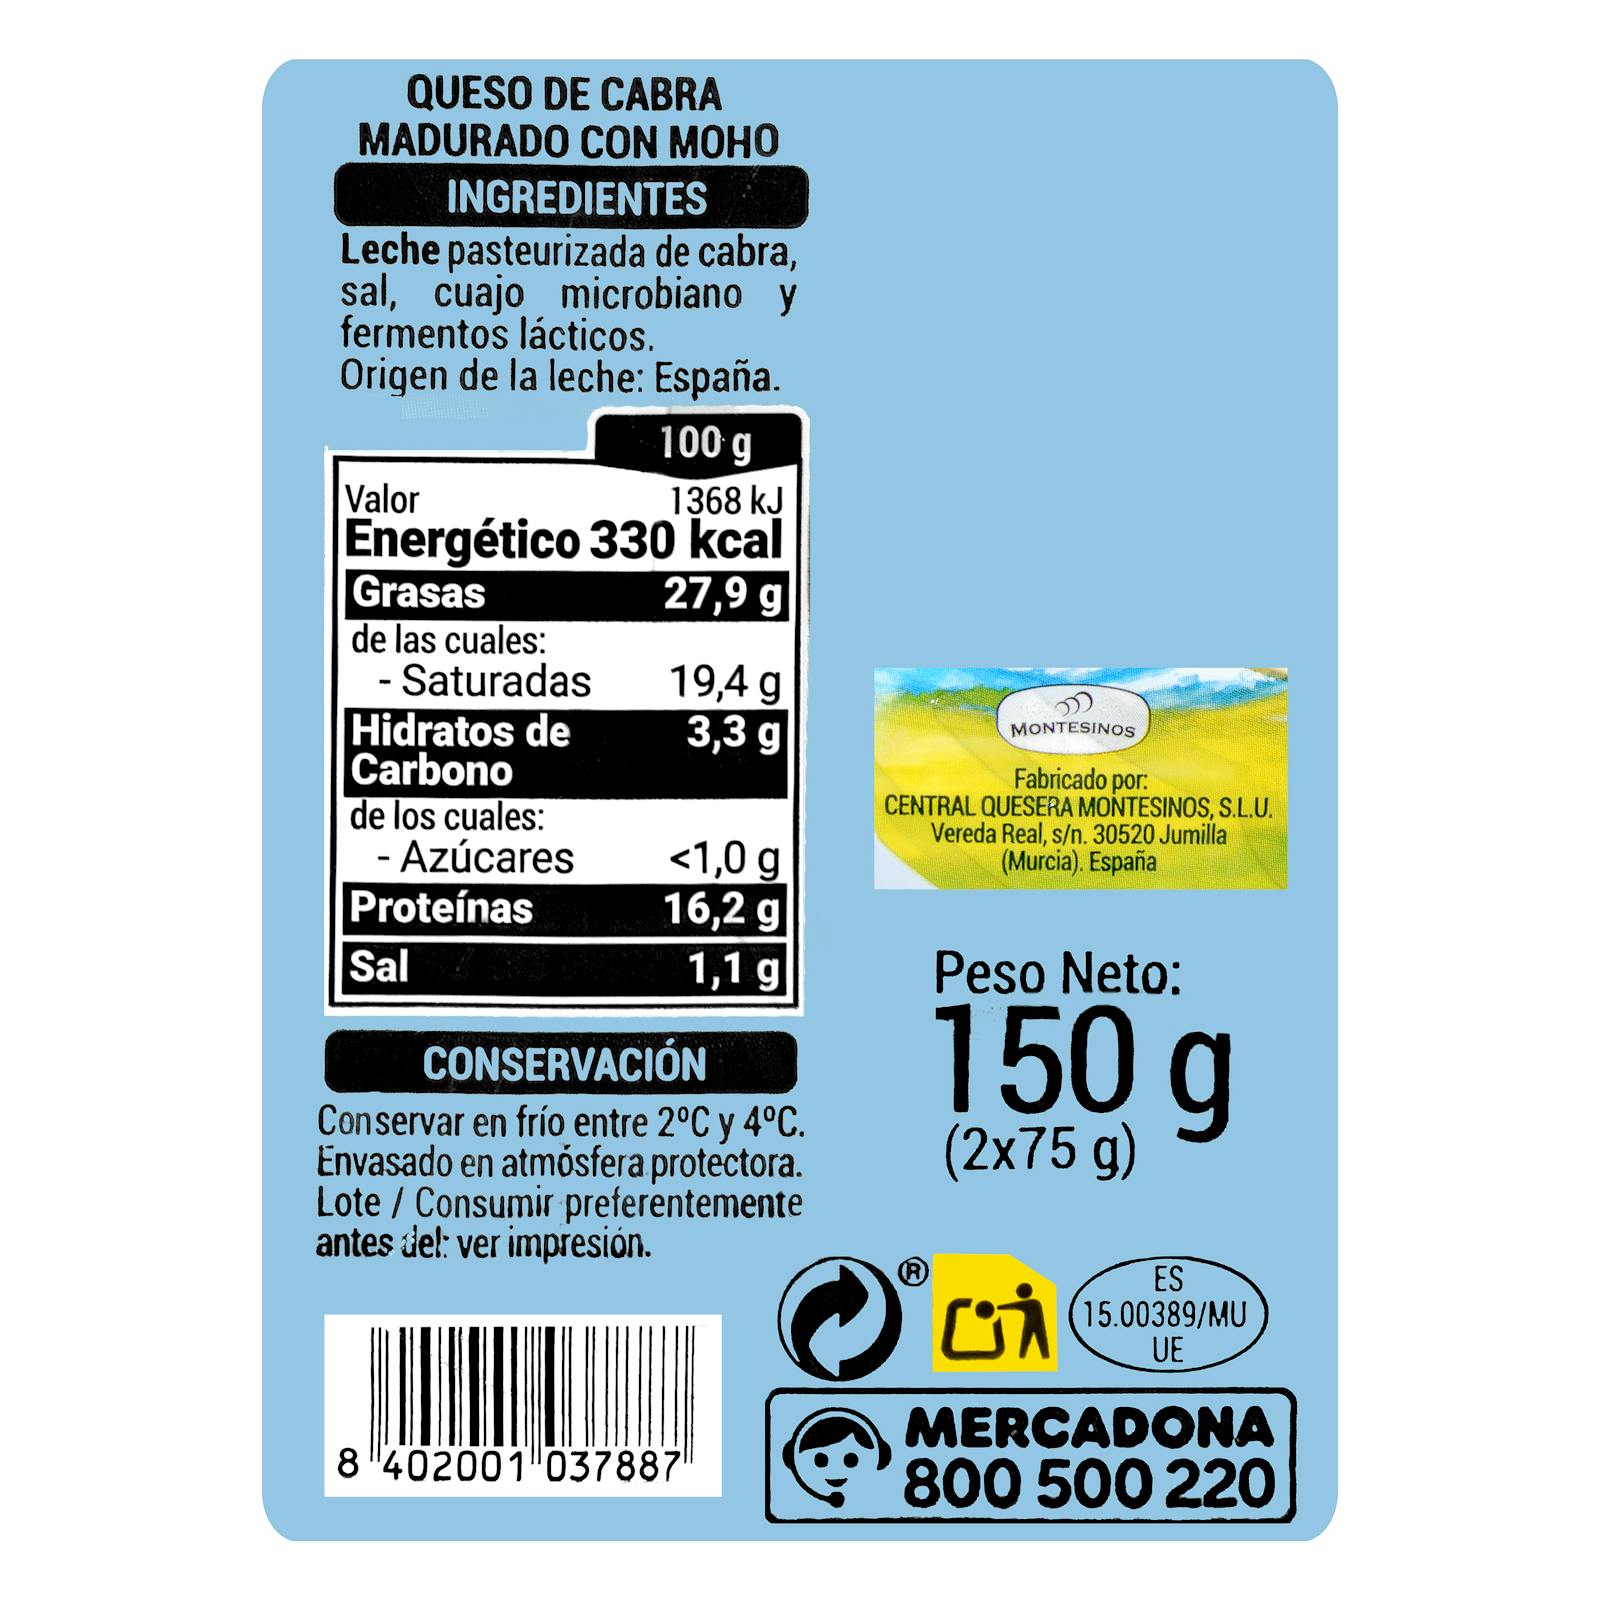 QUESO DE CABRA
MADURADO CON MOHO
INGREDIENTES
Leche pasteurizada de cabra,
sal, cuajo microbiano y
fermentos lácticos.
Origen de la leche: España.
100 g
Valor 1368 kJ
Energético 330 kcal
Grasas 27,9 g
de las cuales:
- Saturadas 19,4 g
Hidratos de 3,3 g
Carbono
de los cuales:
- Azúcares <1,0 g
Proteínas 16,2 g
Sal 1,1 g
CONSERVACIÓN
Conservar en frío entre 2ºC y 4ºC.
Envasado en atmósfera protectora.
Lote / Consumir preferentemente
antes del: ver impresión.
8 402001 037887
MONTESINOS
Fabricado por:
CENTRAL QUESERA MONTESINOS, S.L.U.
Vereda Real, s/n. 30520 Jumilla
(Murcia). España
Peso Neto:
150 g
(2x75 g)
®
ES
15.00389/MU
UE
MERCADONA
800 500 220